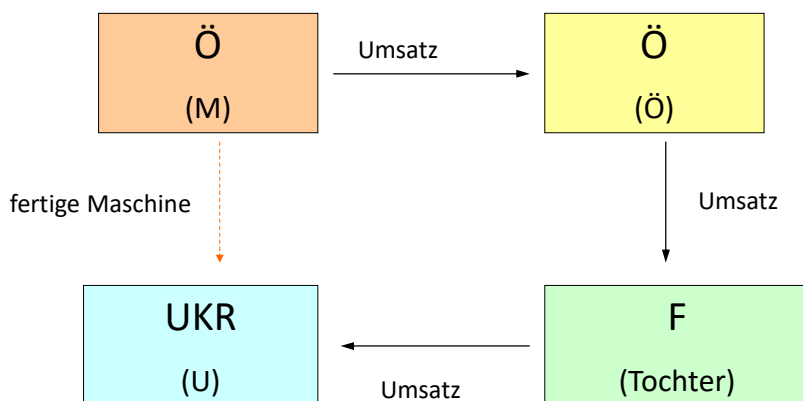 Ö
Umsatz
Ö
(M)
(Ö)
fertige Maschine
Umsatz
UKR
F
(U)
Umsatz
(Tochter)